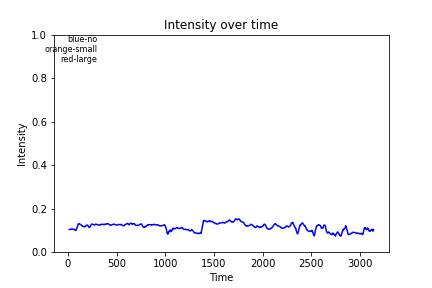 Intensity over time
blue-no
orange-small
red-large
1.0
0.8
0.6
0.4
0.2
0.0
Intensity
0
500
1000
1500
2000
2500
3000
Time